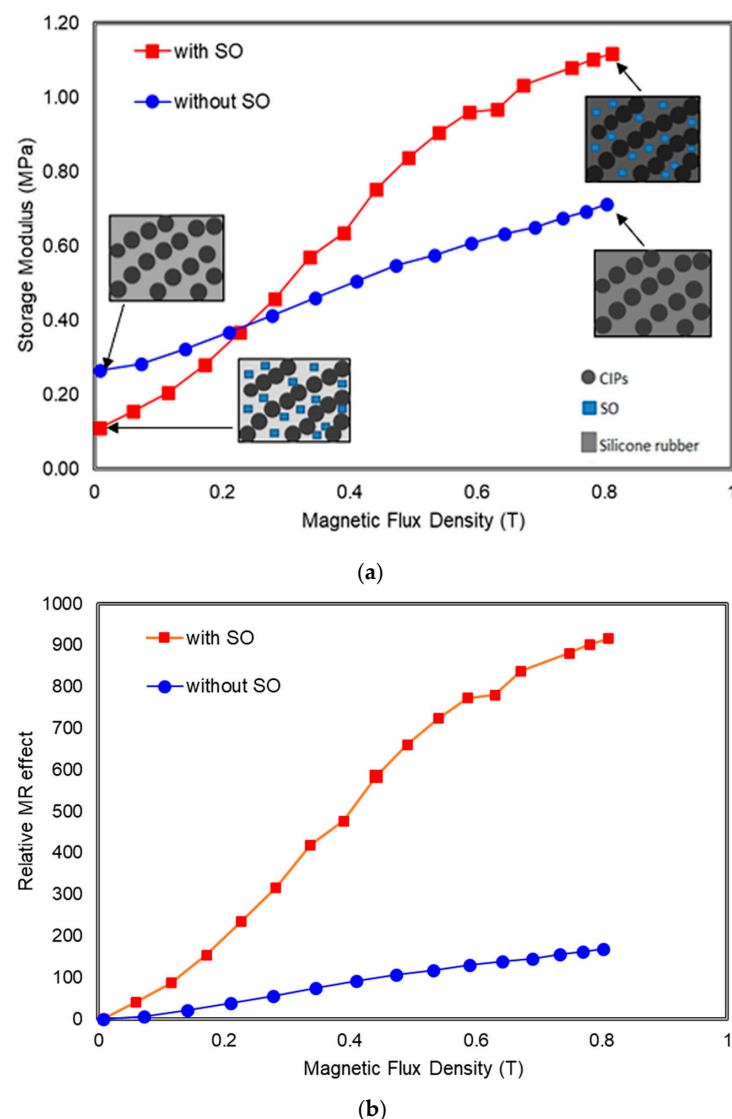 1.20
1.00
0.80
0.60
0.40
0.20
0.00
Storage Modulus (MPa)
with SO
without SO
CIPs
SO
Silicone rubber
0 0.2 0.4 0.6 0.8 1
Magnetic Flux Density (T)
(a)
1000
900
800
700
600
500
400
300
200
100
0
Relative MR effect
with SO
without SO
0 0.2 0.4 0.6 0.8 1
Magnetic Flux Density (T)
(b)